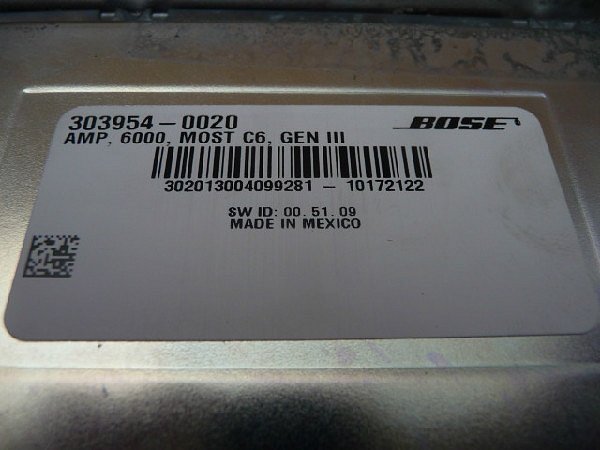 303954-0020 BOSE
AMP, 6000, MOST C6, GEN III
302013004099281 - 10172122
SW ID: 00.51.09
MADE IN MEXICO